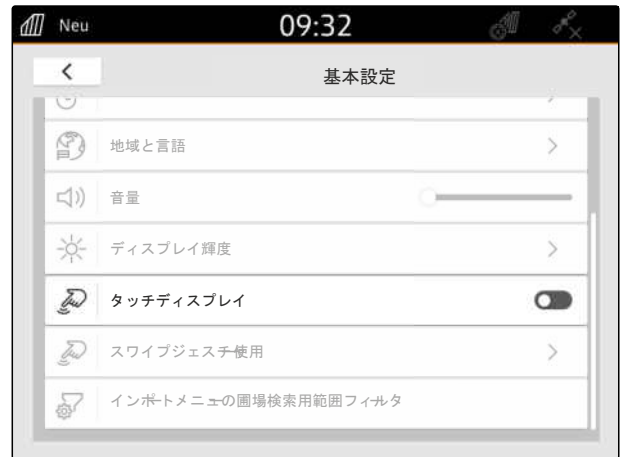 Neu 09:32
基本設定
地域と言語
音量
ディスプレイ輝度
タッチディスプレイ
スワイプジェスチ使用
インポートメニューの圃場検索用範囲フィルタ